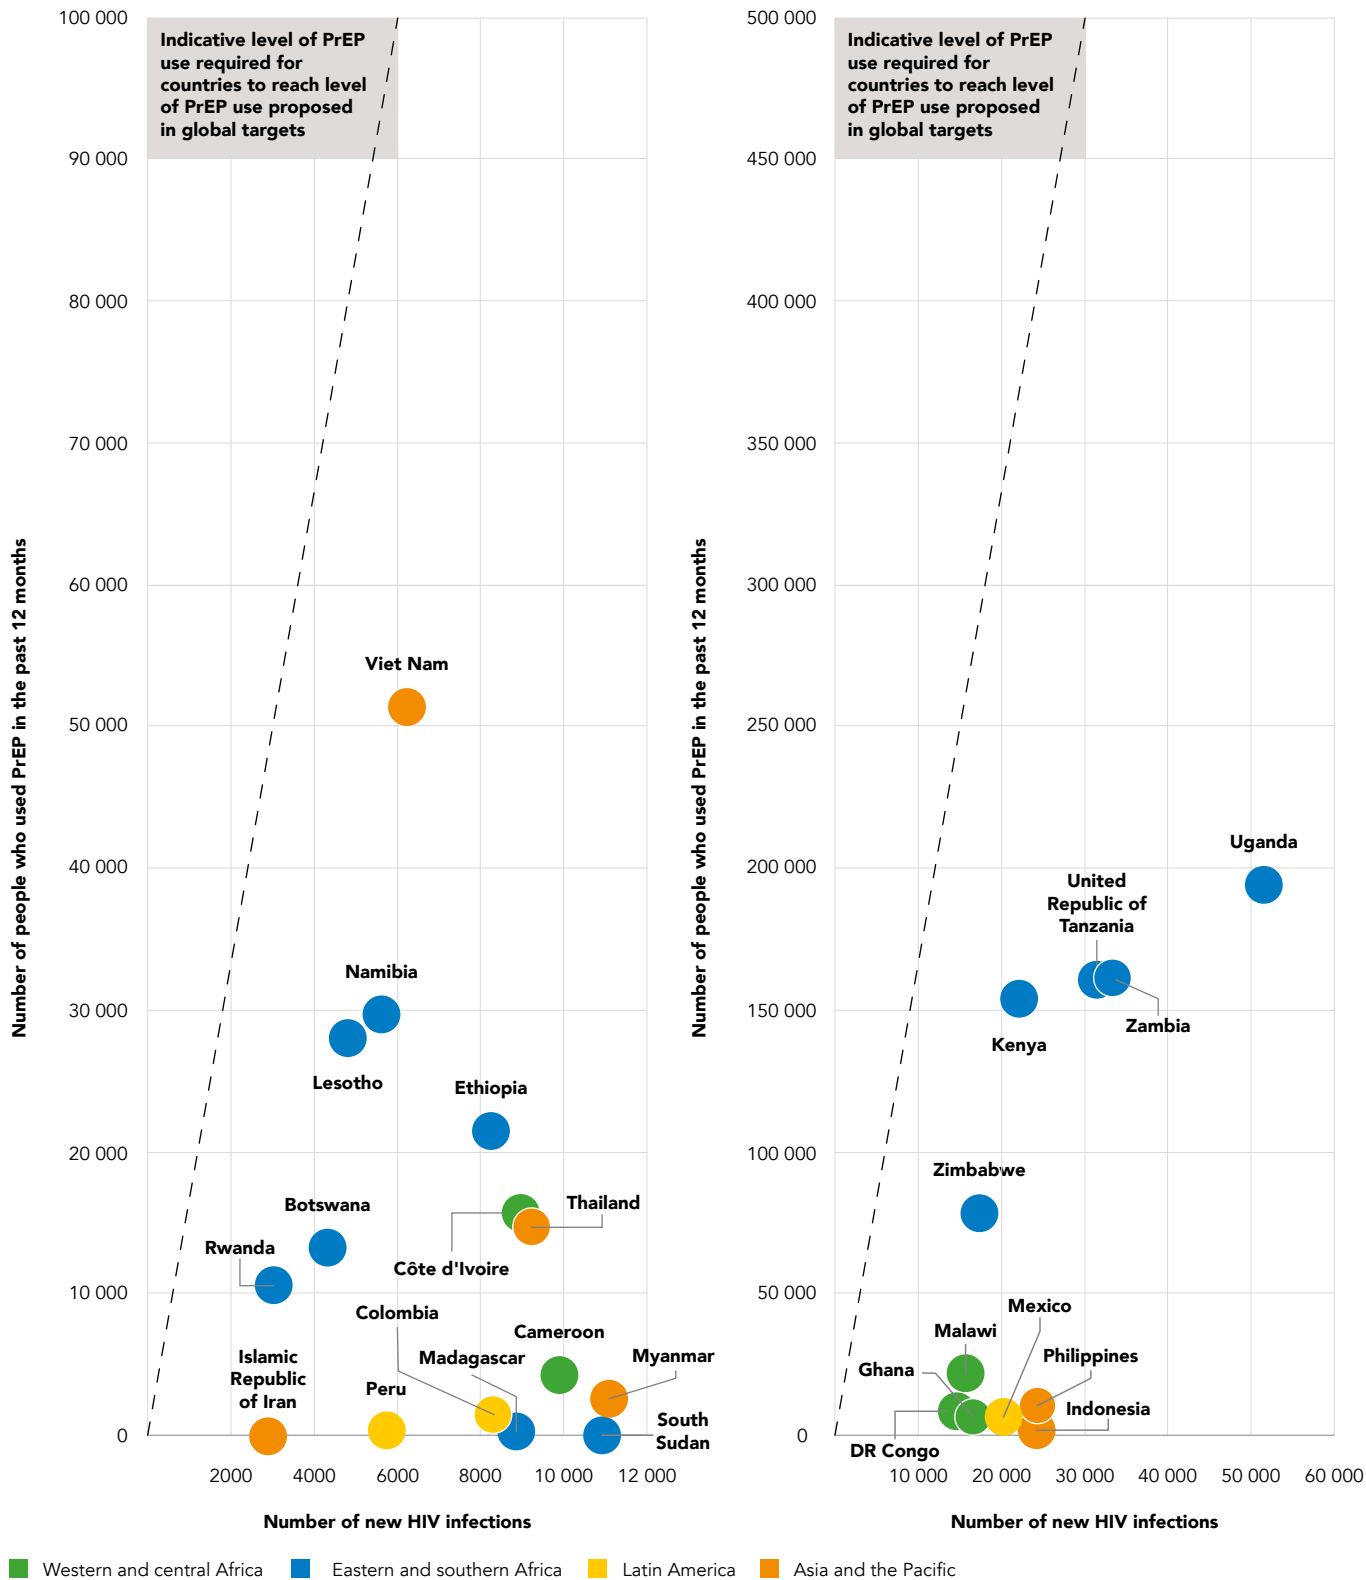 100 000
90 000
80 000
70 000
60 000
50 000
40 000
30 000
20 000
10 000
0
Number of people who used PrEP in the past 12 months
Indicative level of PrEP
use required for
countries to reach level
of PrEP use proposed
in global targets
Viet Nam
Namibia
Lesotho
Ethiopia
Botswana
Thailand
Rwanda
Côte d'Ivoire
Colombia
Cameroon
Madagascar
Myanmar
Islamic
Republic
of Iran
Peru
South
Sudan
2000
4000
6000
8000
10 000
12 000
Number of new HIV infections
500 000
450 000
400 000
350 000
300 000
250 000
200 000
150 000
100 000
50 000
0
Number of people who used PrEP in the past 12 months
Indicative level of PrEP
use required for
countries to reach level
of PrEP use proposed
in global targets
Uganda
United
Republic of
Tanzania
Zambia
Kenya
Zimbabwe
Mexico
Malawi
Philippines
Ghana
Indonesia
DR Congo
10 000
20 000
30 000
40 000
50 000
60 000
Number of new HIV infections
Western and central Africa
Eastern and southern Africa
Latin America
Asia and the Pacific